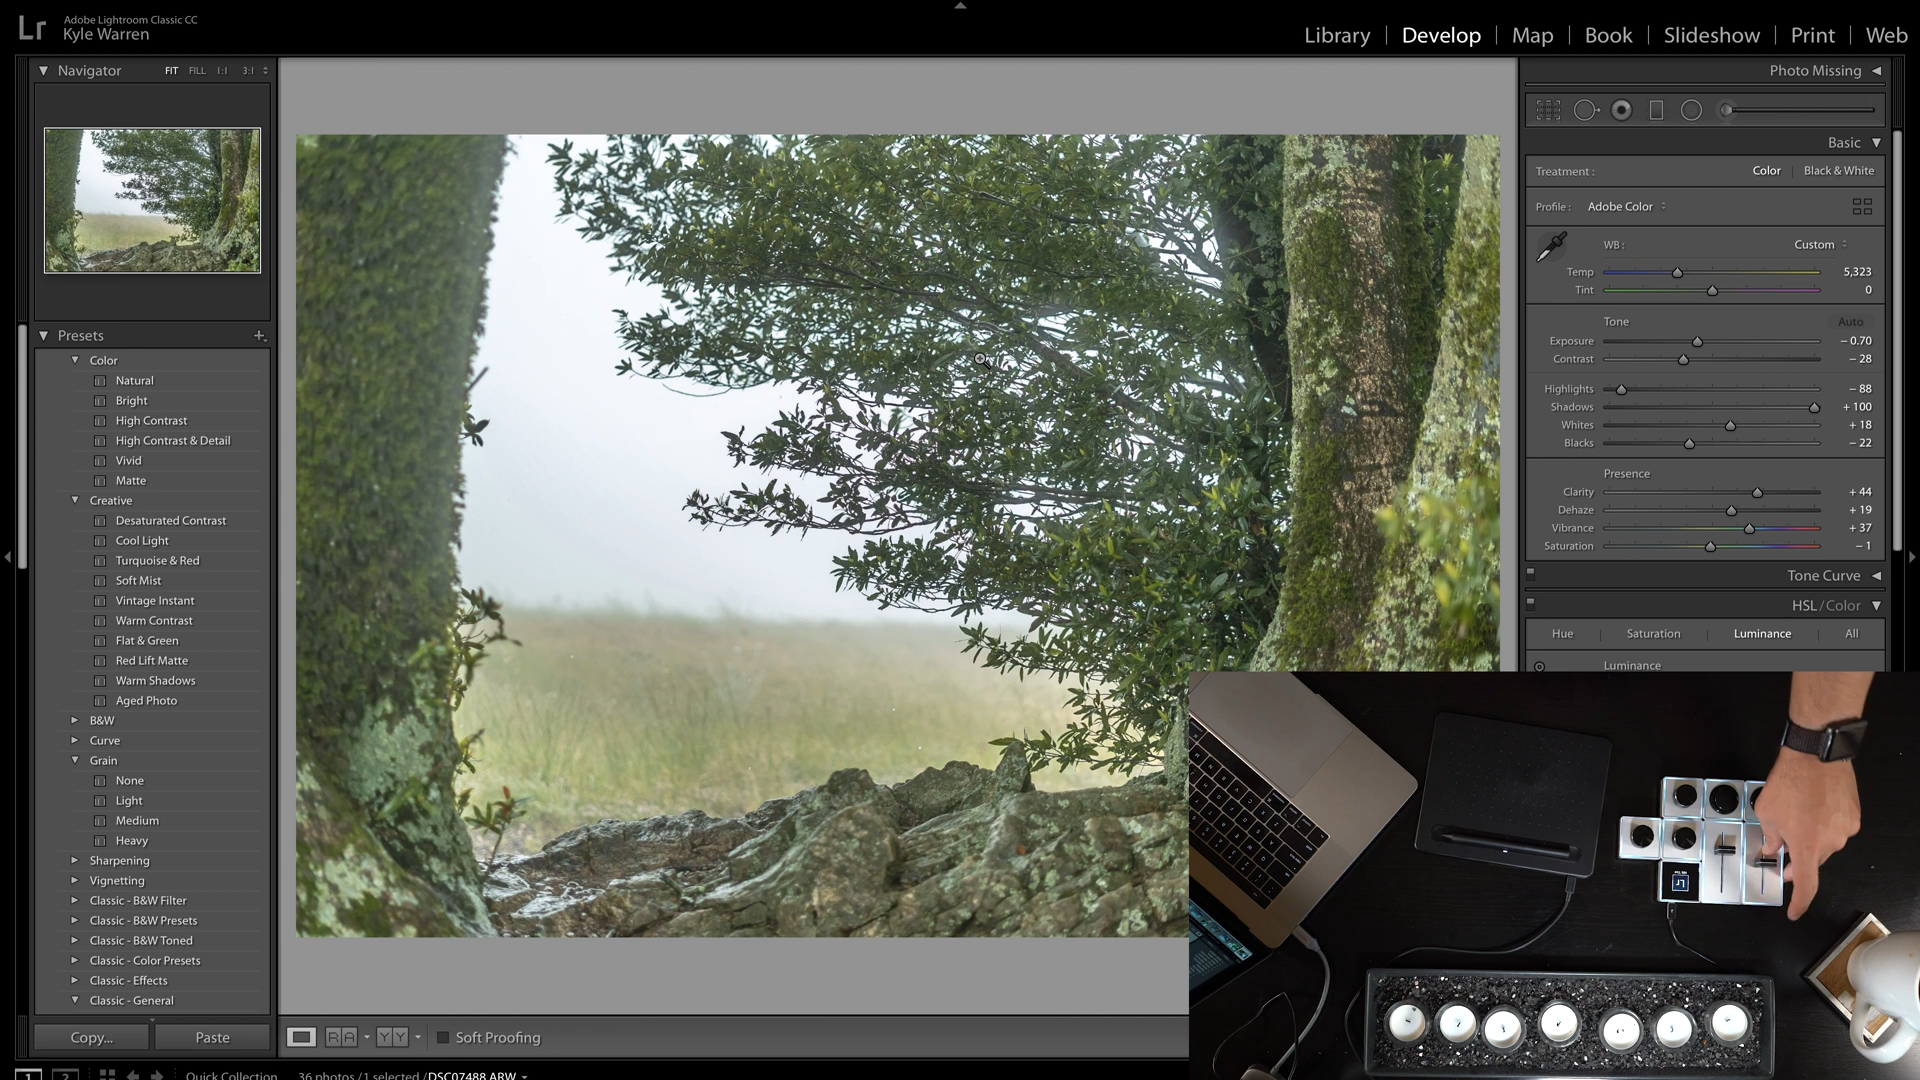 Lr
Adobe Lightroom Classic CC
Kyle Warren
Library | Develop | Map | Book | Slideshow | Print | Web
Navigator FIT FILL 1:1 3:1
Photo Missing
Basic
Treatment : Color | Black & White
Profile : Adobe Color
WB : Custom
Temp 5,323
Tint 0
Tone Auto
Exposure − 0.70
Contrast − 28
Highlights − 88
Shadows + 100
Whites + 18
Blacks − 22
Presence
Clarity + 44
Dehaze + 19
Vibrance + 37
Saturation − 1
Tone Curve
HSL / Color
Hue | Saturation | Luminance | All
Luminance
Presets +
Color
Natural
Bright
High Contrast
High Contrast & Detail
Vivid
Matte
Creative
Desaturated Contrast
Cool Light
Turquoise & Red
Soft Mist
Vintage Instant
Warm Contrast
Flat & Green
Red Lift Matte
Warm Shadows
Aged Photo
B&W
Curve
Grain
None
Light
Medium
Heavy
Sharpening
Vignetting
Classic - B&W Filter
Classic - B&W Presets
Classic - B&W Toned
Classic - Color Presets
Classic - Effects
Classic - General
Copy... Paste
R A Y Y Soft Proofing
1 2 Quick Collection 36 photos / 1 selected / DSC07488.ARW
Lr